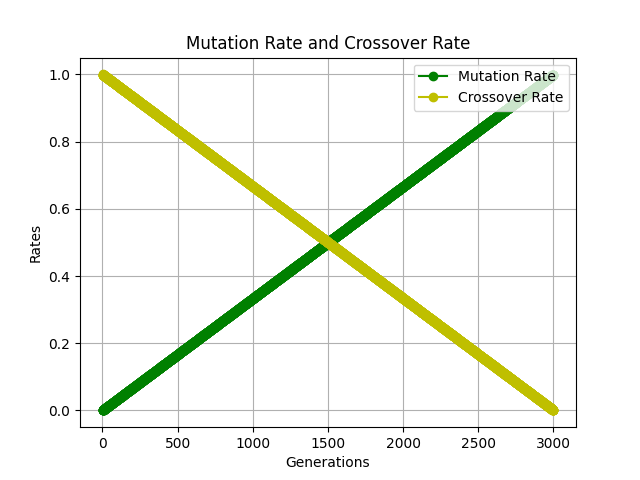 Mutation Rate and Crossover Rate
Mutation Rate
Crossover Rate
Rates
1.0
0.8
0.6
0.4
0.2
0.0
0 500 1000 1500 2000 2500 3000
Generations